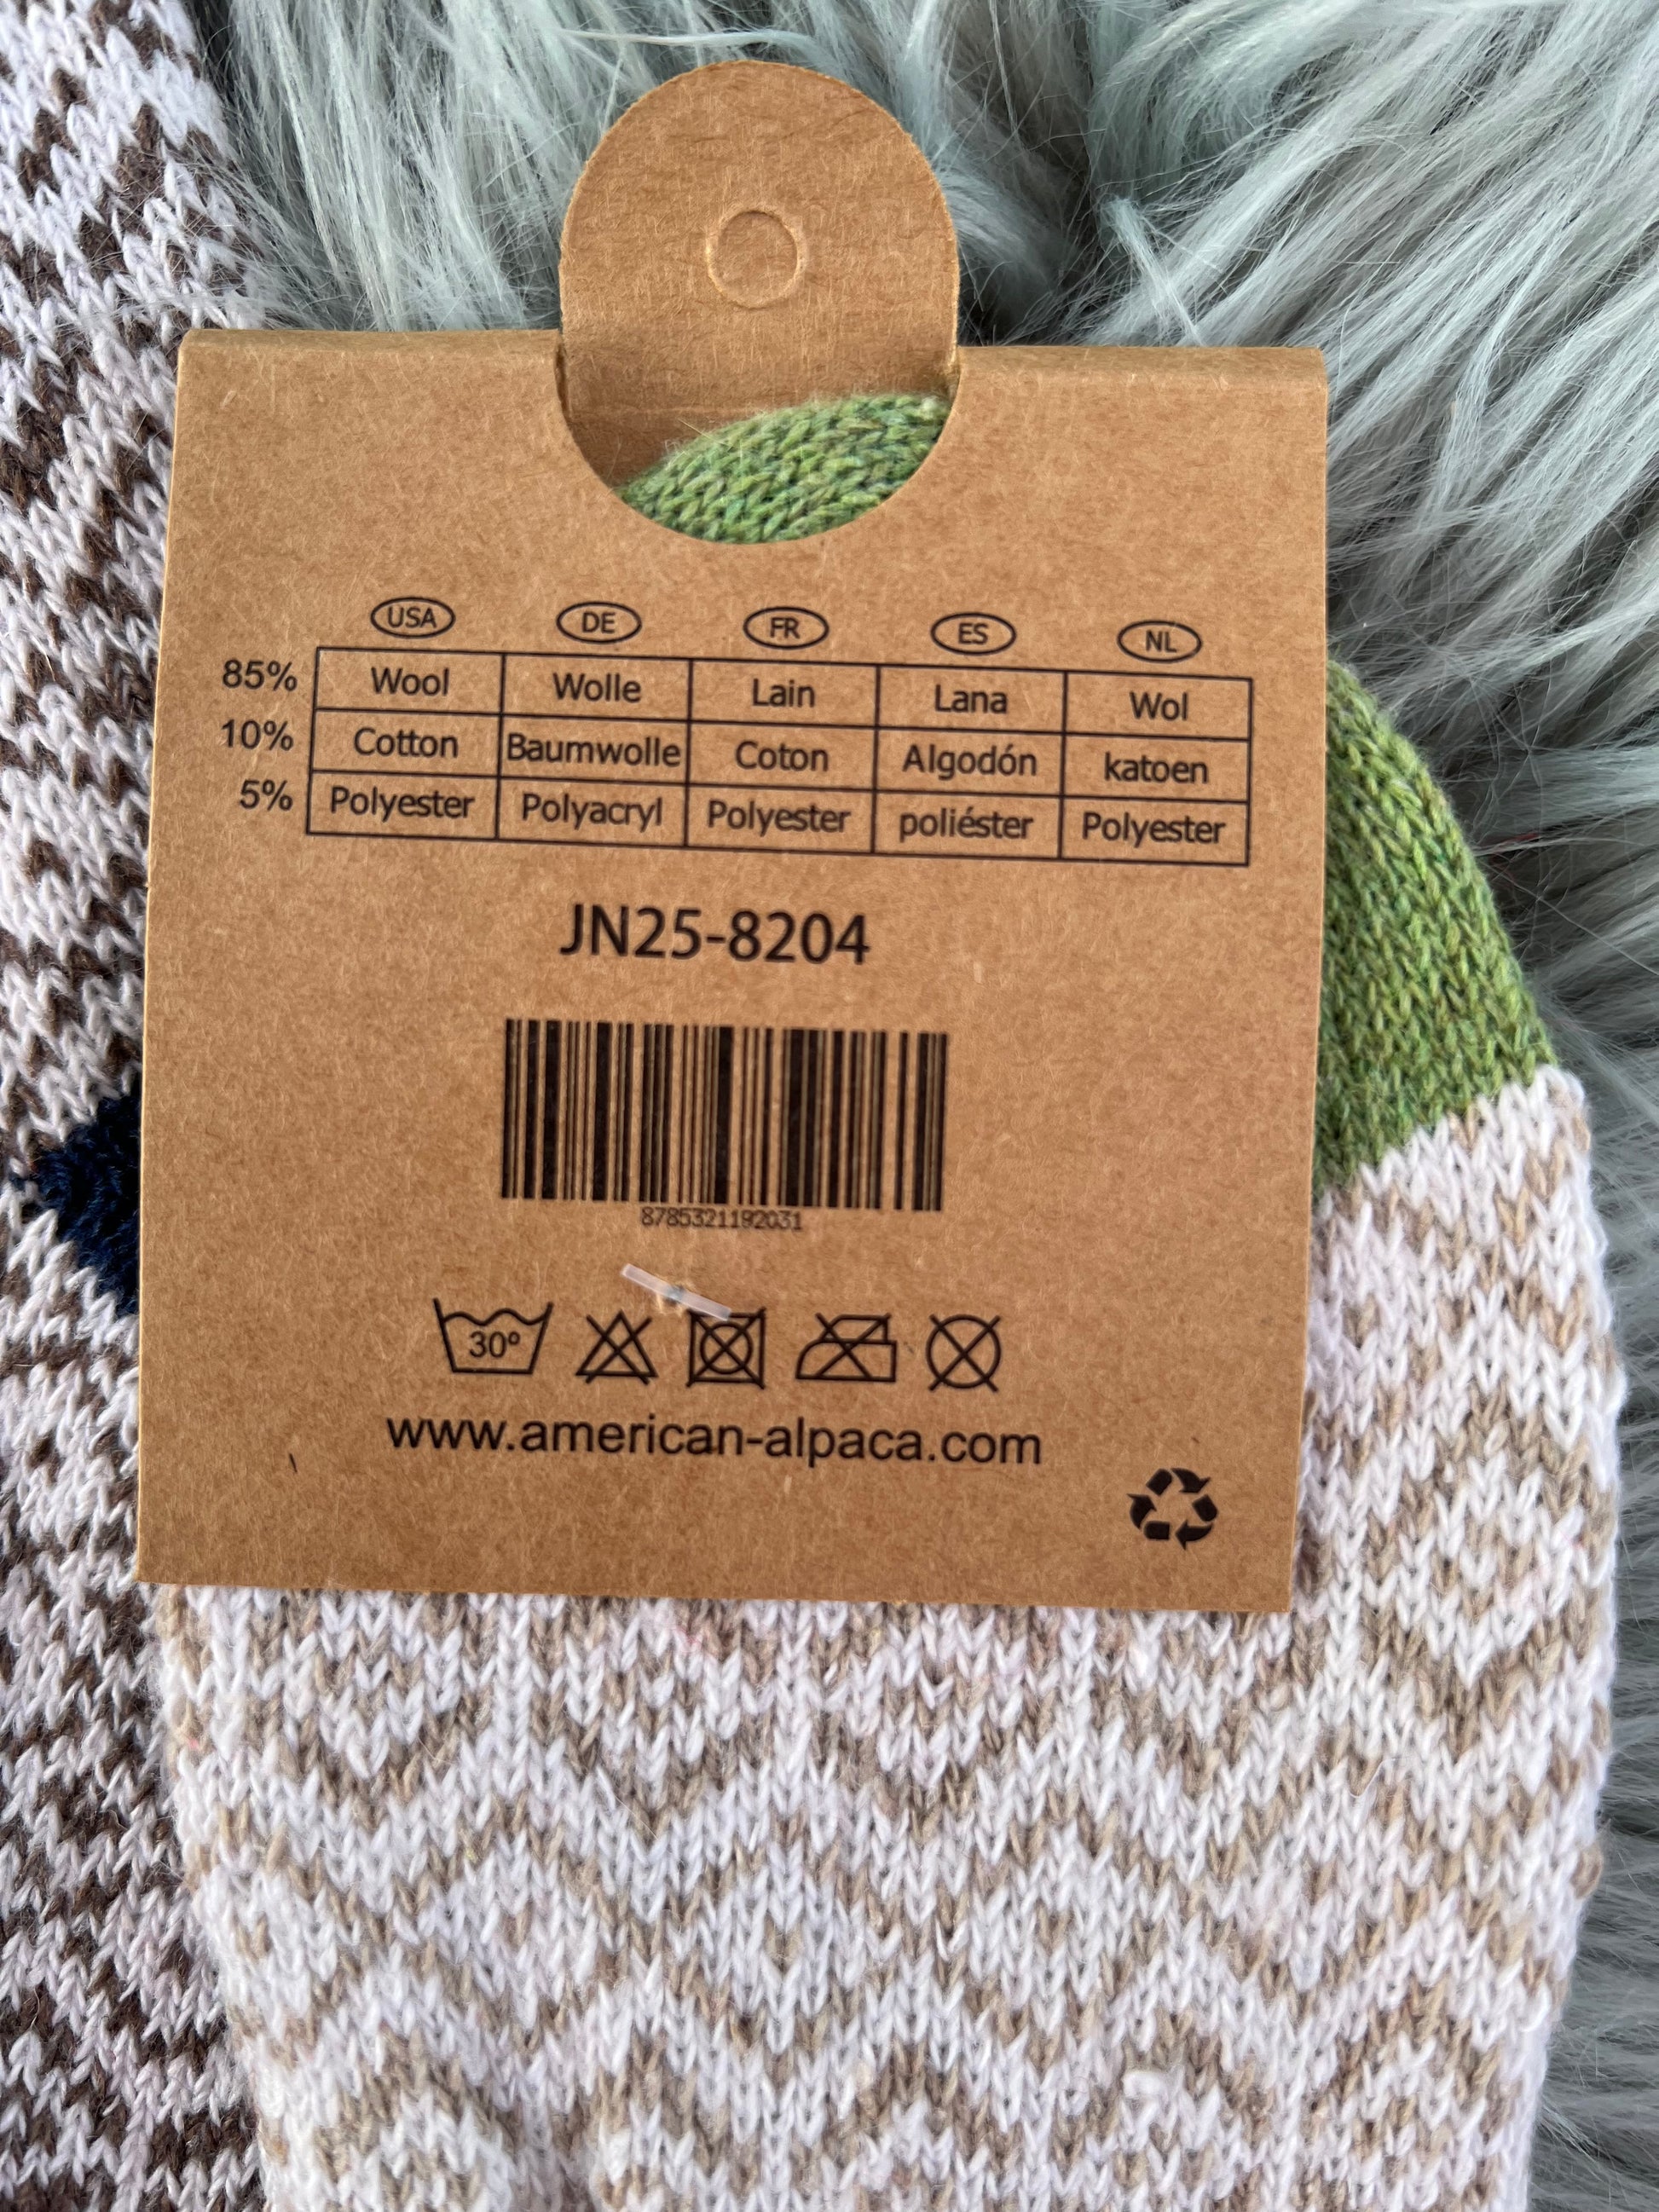 USA DE FR ES NL
85% Wool Wolle Lain Lana Wol
10% Cotton Baumwolle Coton Algodón katoen
5% Polyester Polyacryl Polyester poliéster Polyester
JN25-8204
8785321192031
30º
www.american-alpaca.com